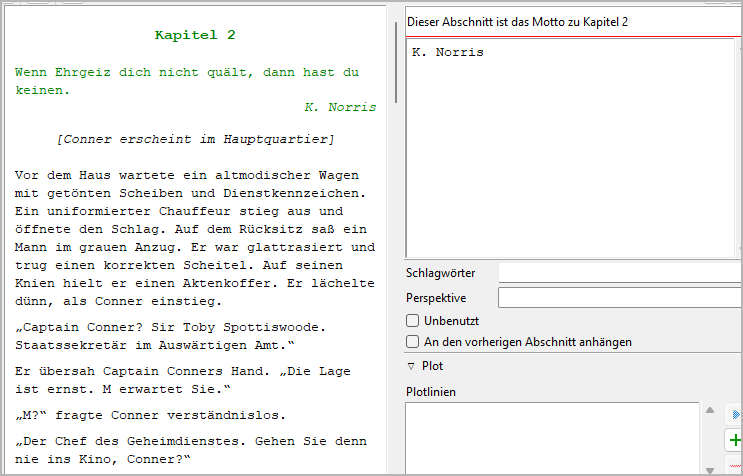 Kapitel 2
Wenn Ehrgeiz dich nicht quält, dann hast du
keinen.
K. Norris
[Conner erscheint im Hauptquartier]
Vor dem Haus wartete ein altmodischer Wagen
mit getönten Scheiben und Dienstkennzeichen.
Ein uniformierter Chauffeur stieg aus und
öffnete den Schlag. Auf dem Rücksitz saß ein
Mann im grauen Anzug. Er war glattrasiert und
trug einen korrekten Scheitel. Auf seinen
Knien hielt er einen Aktenkoffer. Er lächelte
dünn, als Conner einstieg.
„Captain Conner? Sir Toby Spottiswoode.
Staatssekretär im Auswärtigen Amt.“
Er übersah Captain Conners Hand. „Die Lage
ist ernst. M erwartet Sie.“
„M?“ fragte Conner verständnislos.
„Der Chef des Geheimdienstes. Gehen Sie denn
nie ins Kino, Conner?“
Dieser Abschnitt ist das Motto zu Kapitel 2
K. Norris
Schlagwörter
Perspektive
Unbenutzt
An den vorherigen Abschnitt anhängen
Plot
Plotlinien